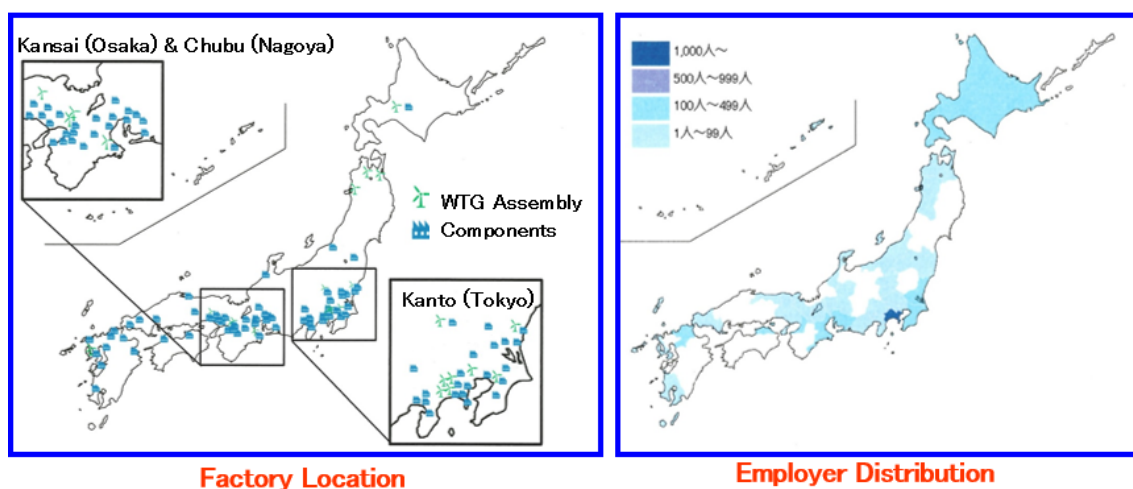 Kansai (Osaka) & Chubu (Nagoya)
WTG Assembly
Components
Kanto (Tokyo)
Factory Location
1,000人～
500人～999人
100人～499人
1人～99人
Employer Distribution